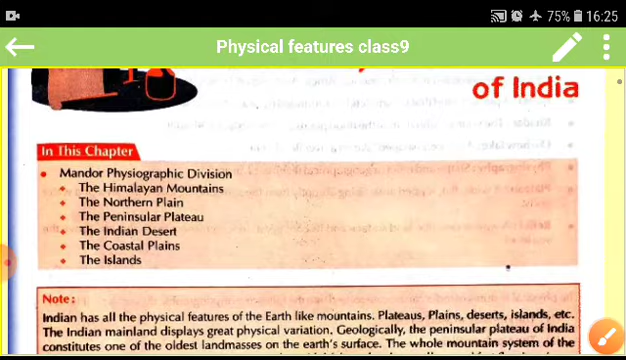 75% 16:25
Physical features class9
of India
In This Chapter
Mandor Physiographic Division
The Himalayan Mountains
The Northern Plain
The Peninsular Plateau
The Indian Desert
The Coastal Plains
The Islands
Note:
Indian has all the physical features of the Earth like mountains. Plateaus, Plains, deserts, islands, etc.
The Indian mainland displays great physical variation. Geologically, the peninsular plateau of India
constitutes one of the oldest landmasses on the earth's surface. The whole mountain system of the